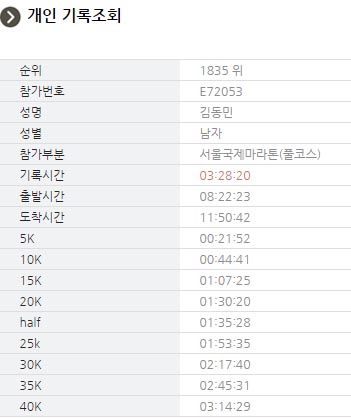 개인 기록조회
순위 1835 위
참가번호 E72053
성명 김동민
성별 남자
참가부분 서울국제마라톤(풀코스)
기록시간 03:28:20
출발시간 08:22:23
도착시간 11:50:42
5K 00:21:52
10K 00:44:41
15K 01:07:25
20K 01:30:20
half 01:35:28
25k 01:53:35
30K 02:17:40
35K 02:45:31
40K 03:14:29